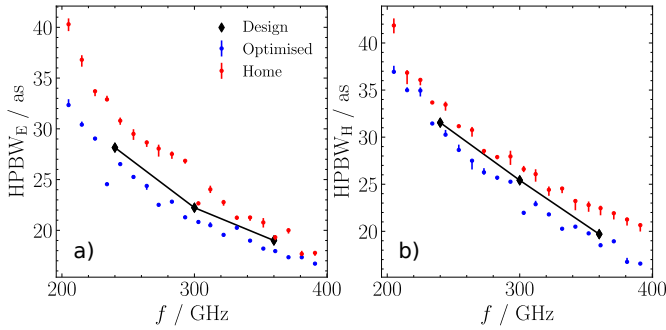 HPBW_E / as
40
35
30
25
20
Design
Optimised
Home
a)
200
300
400
f / GHz
HPBW_H / as
40
35
30
25
20
b)
200
300
400
f / GHz